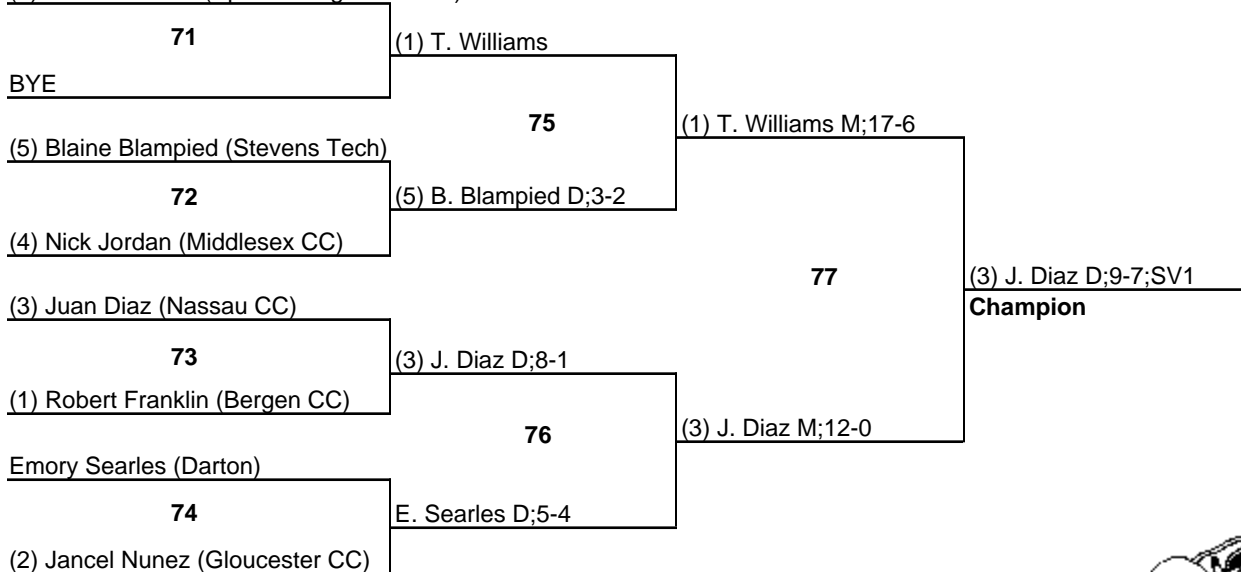 71
(1) T. Williams
BYE
75
(1) T. Williams M;17-6
(5) Blaine Blampied (Stevens Tech)
72
(5) B. Blampied D;3-2
(4) Nick Jordan (Middlesex CC)
77
(3) J. Diaz D;9-7;SV1
Champion
(3) Juan Diaz (Nassau CC)
73
(3) J. Diaz D;8-1
(1) Robert Franklin (Bergen CC)
76
(3) J. Diaz M;12-0
Emory Searles (Darton)
74
E. Searles D;5-4
(2) Jancel Nunez (Gloucester CC)